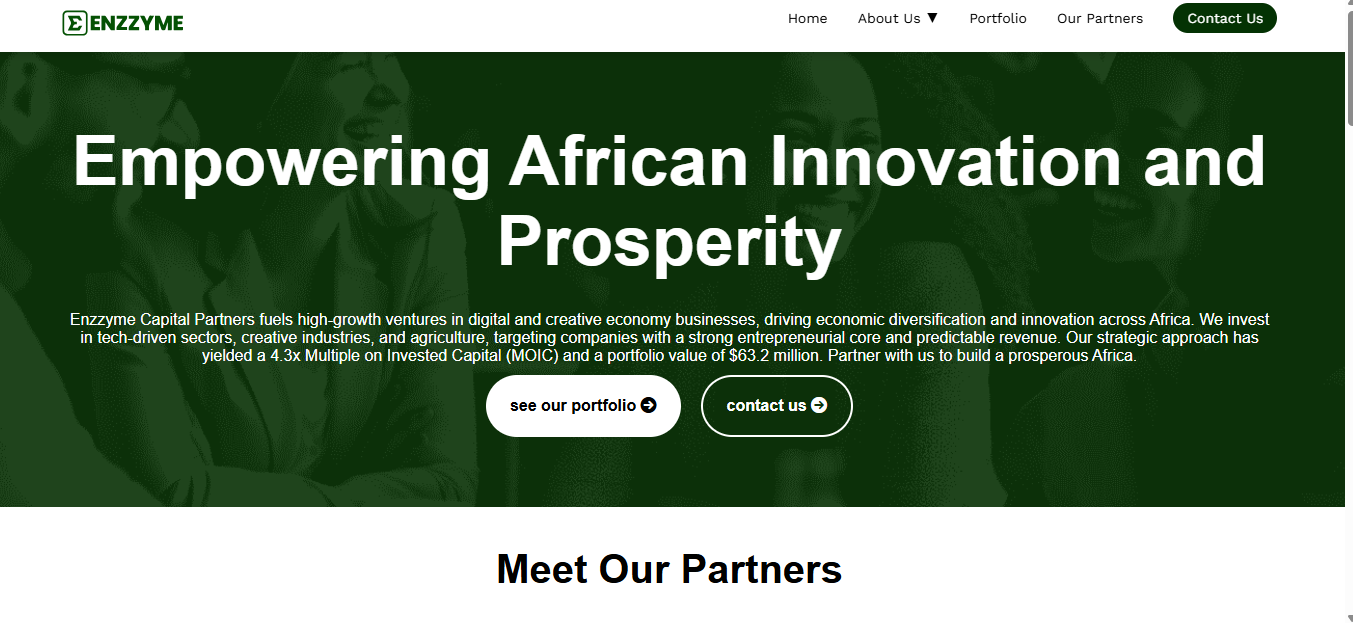 ΣENZZYME
Home About Us ▼ Portfolio Our Partners Contact Us
Empowering African Innovation and
Prosperity
Enzzyme Capital Partners fuels high-growth ventures in digital and creative economy businesses, driving economic diversification and innovation across Africa. We invest
in tech-driven sectors, creative industries, and agriculture, targeting companies with a strong entrepreneurial core and predictable revenue. Our strategic approach has
yielded a 4.3x Multiple on Invested Capital (MOIC) and a portfolio value of $63.2 million. Partner with us to build a prosperous Africa.
see our portfolio contact us
Meet Our Partners